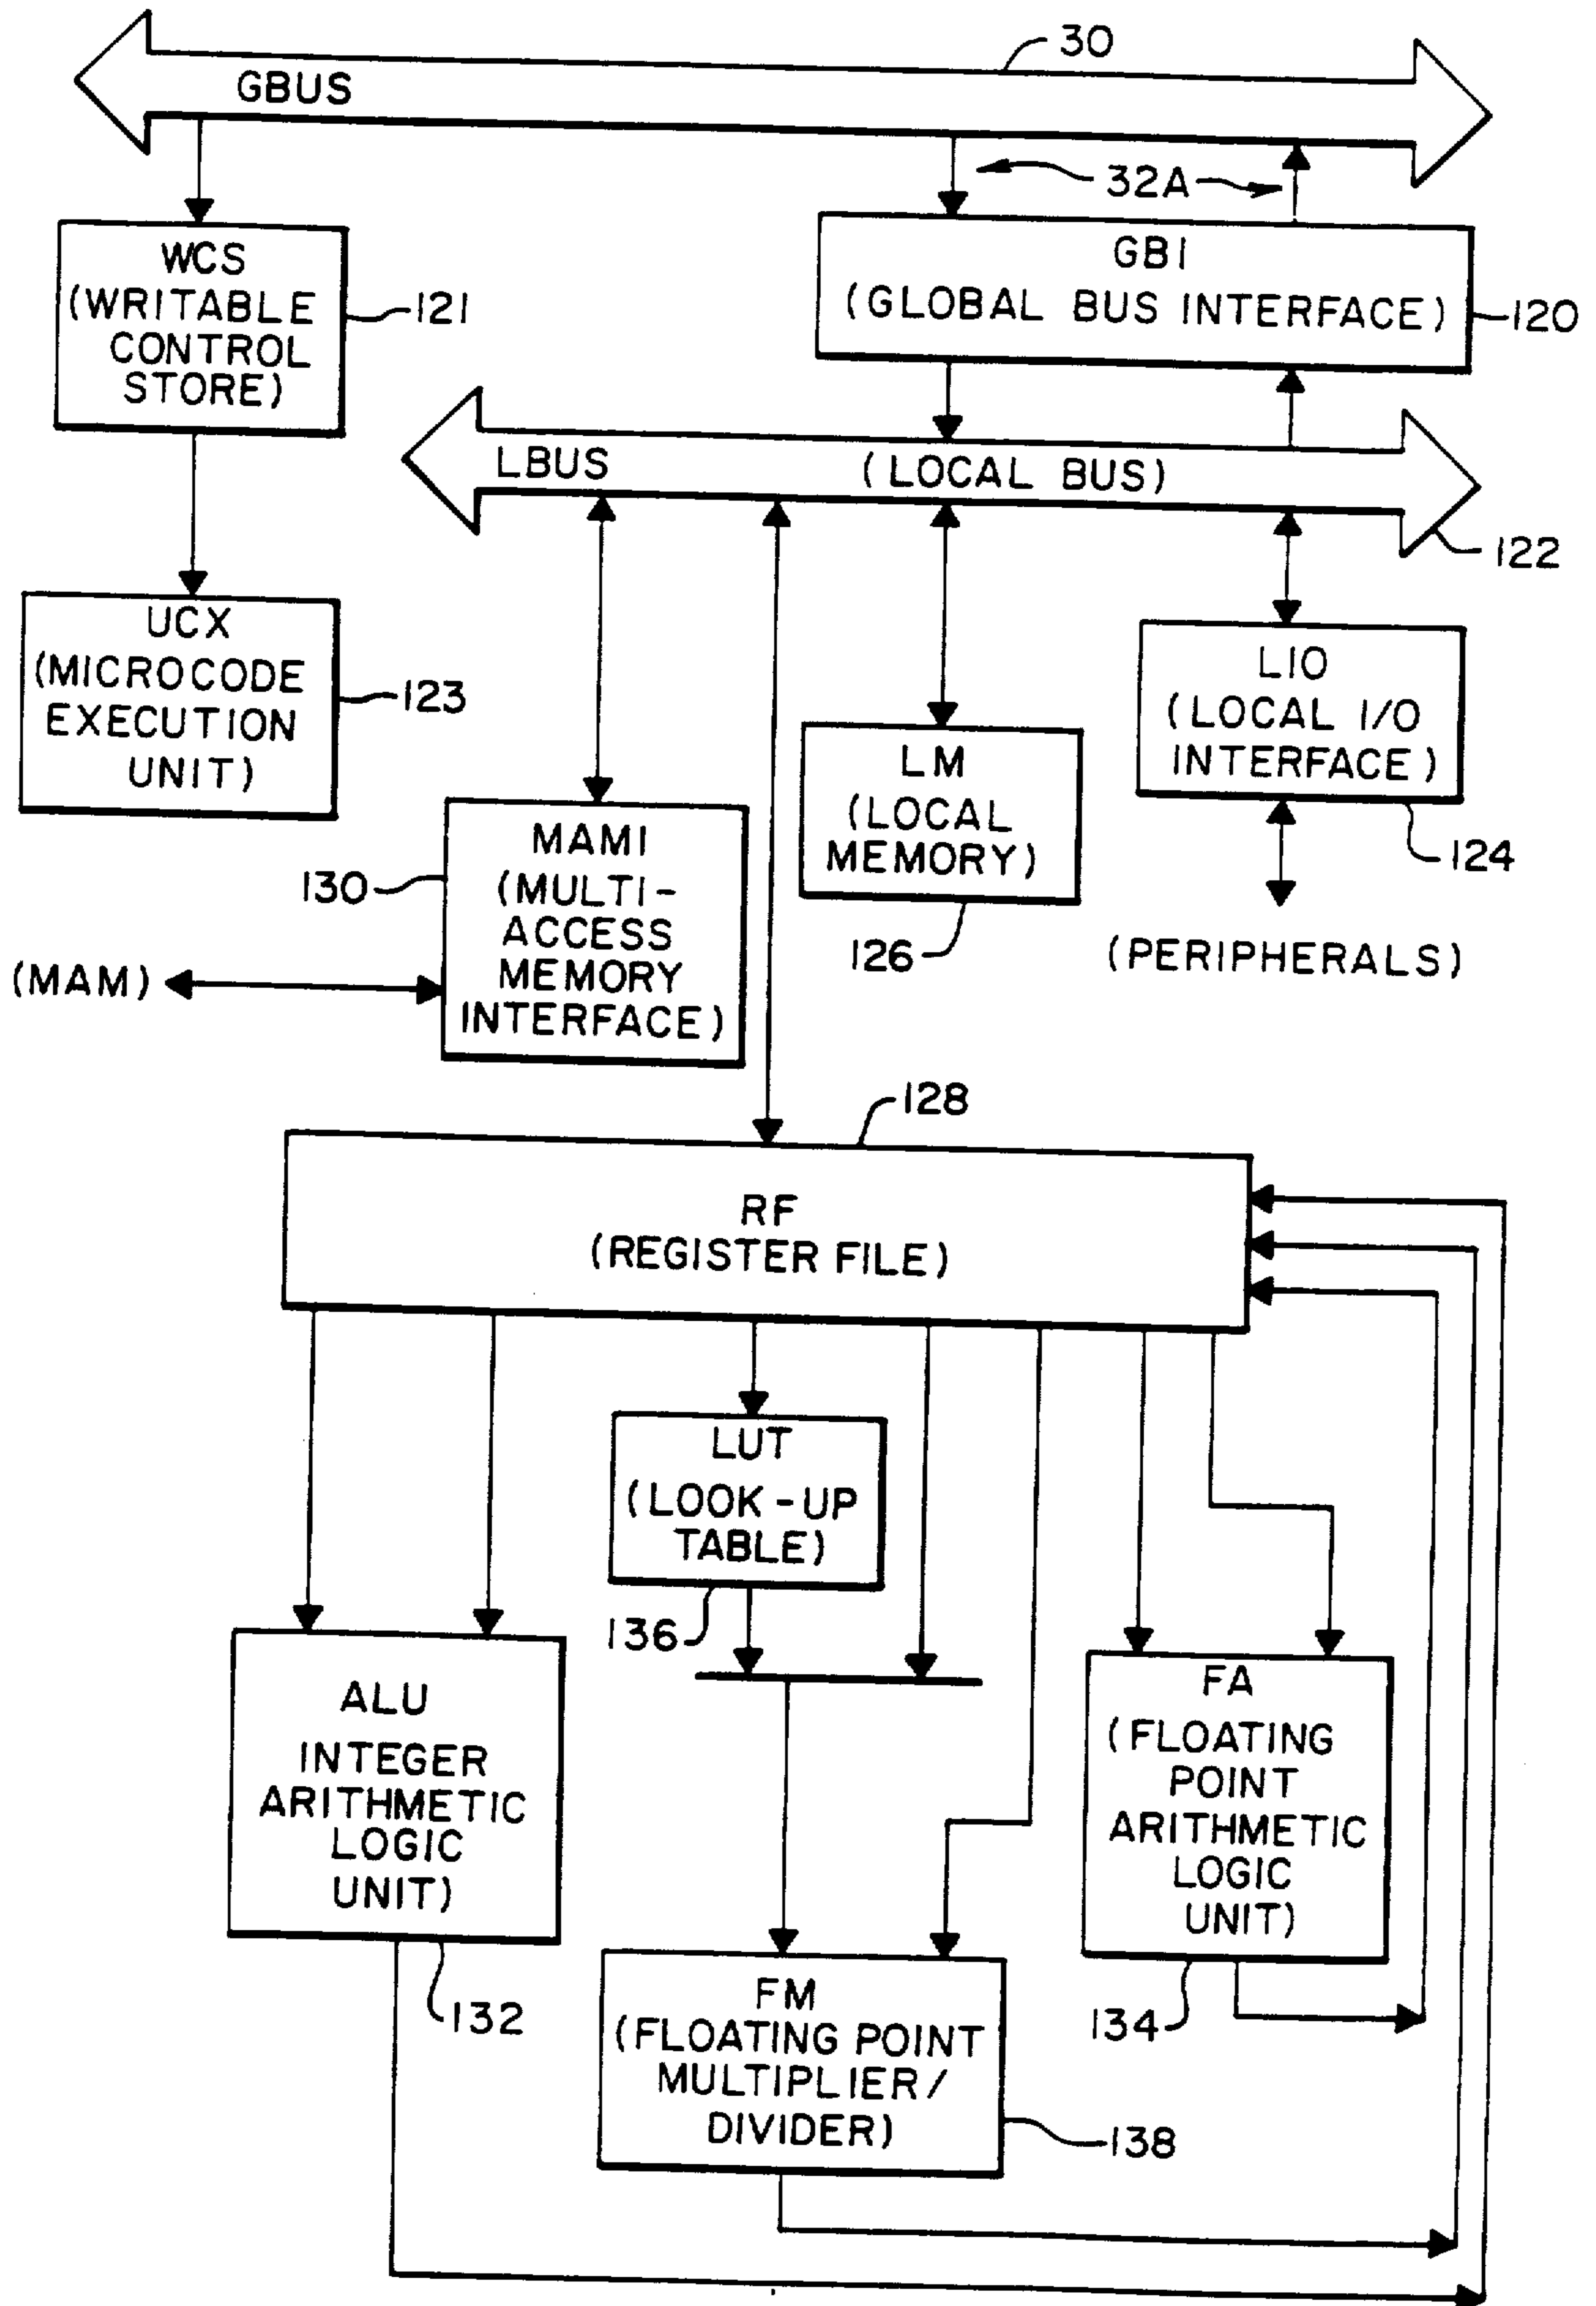 30
GBUS
32A
WCS
(WRITABLE
CONTROL
STORE)
121
GBI
(GLOBAL BUS INTERFACE)
120
LBUS (LOCAL BUS)
122
UCX
(MICROCODE
EXECUTION
UNIT)
123
LIO
(LOCAL I/O
INTERFACE)
124
(PERIPHERALS)
LM
(LOCAL
MEMORY)
126
MAMI
(MULTI-
ACCESS
MEMORY
INTERFACE)
130
(MAM)
128
RF
(REGISTER FILE)
LUT
(LOOK-UP
TABLE)
136
ALU
INTEGER
ARITHMETIC
LOGIC
UNIT)
132
FA
(FLOATING
POINT
ARITHMETIC
LOGIC
UNIT)
134
FM
(FLOATING POINT
MULTIPLIER/
DIVIDER)
138